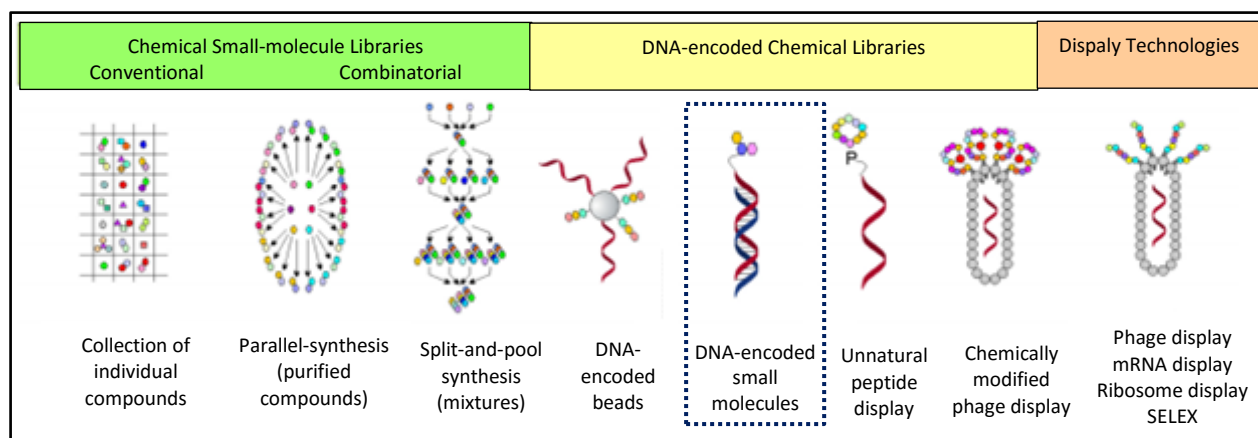 Chemical Small-molecule Libraries
Conventional Combinatorial
DNA-encoded Chemical Libraries
Dispaly Technologies
P
Collection of
individual
compounds
Parallel-synthesis
(purified
compounds)
Split-and-pool
synthesis
(mixtures)
DNA-
encoded
beads
DNA-encoded
small
molecules
Unnatural
peptide
display
Chemically
modified
phage display
Phage display
mRNA display
Ribosome display
SELEX